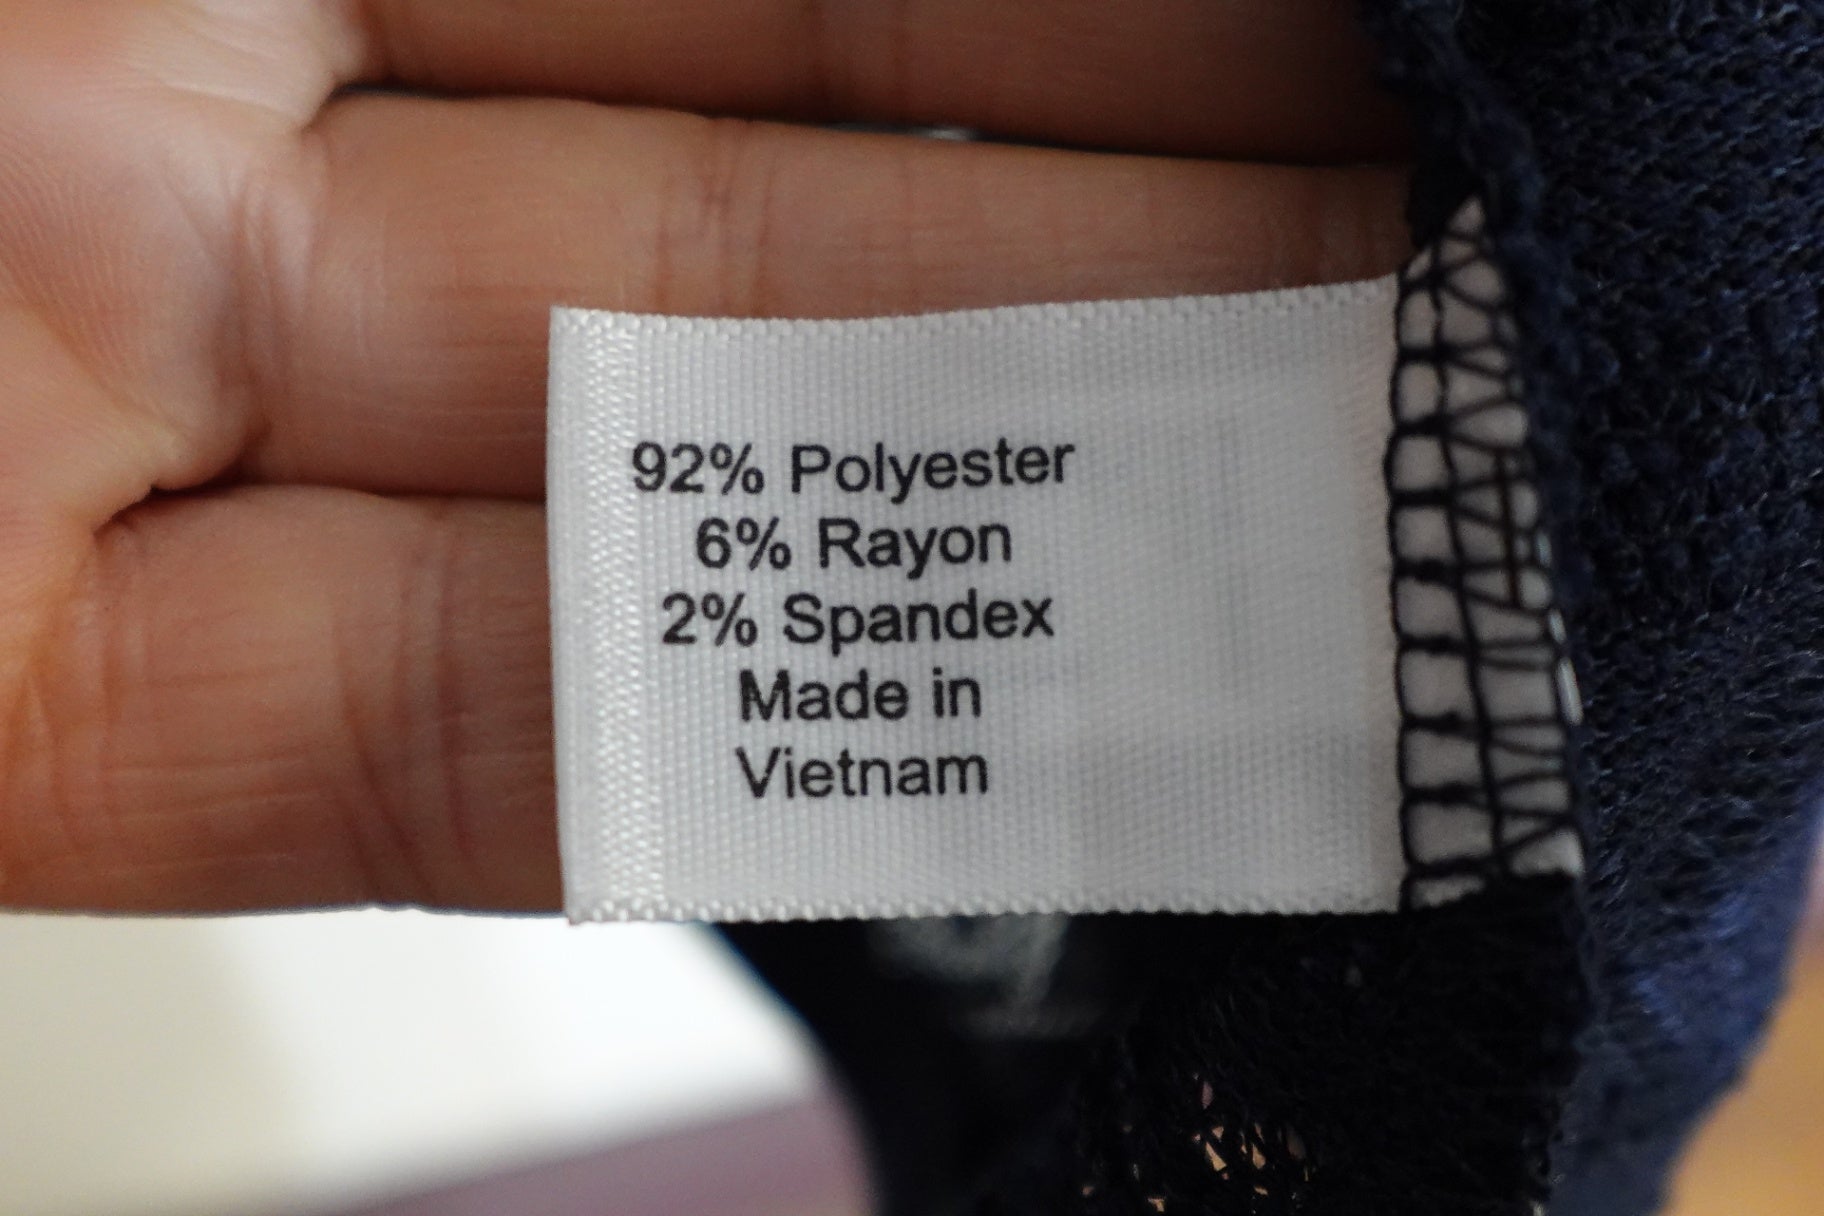 92% Polyester
6% Rayon
2% Spandex
Made in
Vietnam